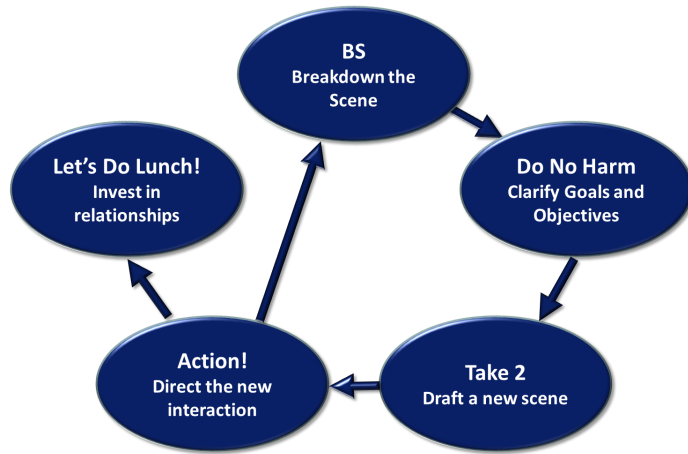 BS
Breakdown the
Scene
Let's Do Lunch!
Invest in
relationships
Do No Harm
Clarify Goals and
Objectives
Action!
Direct the new
interaction
Take 2
Draft a new scene